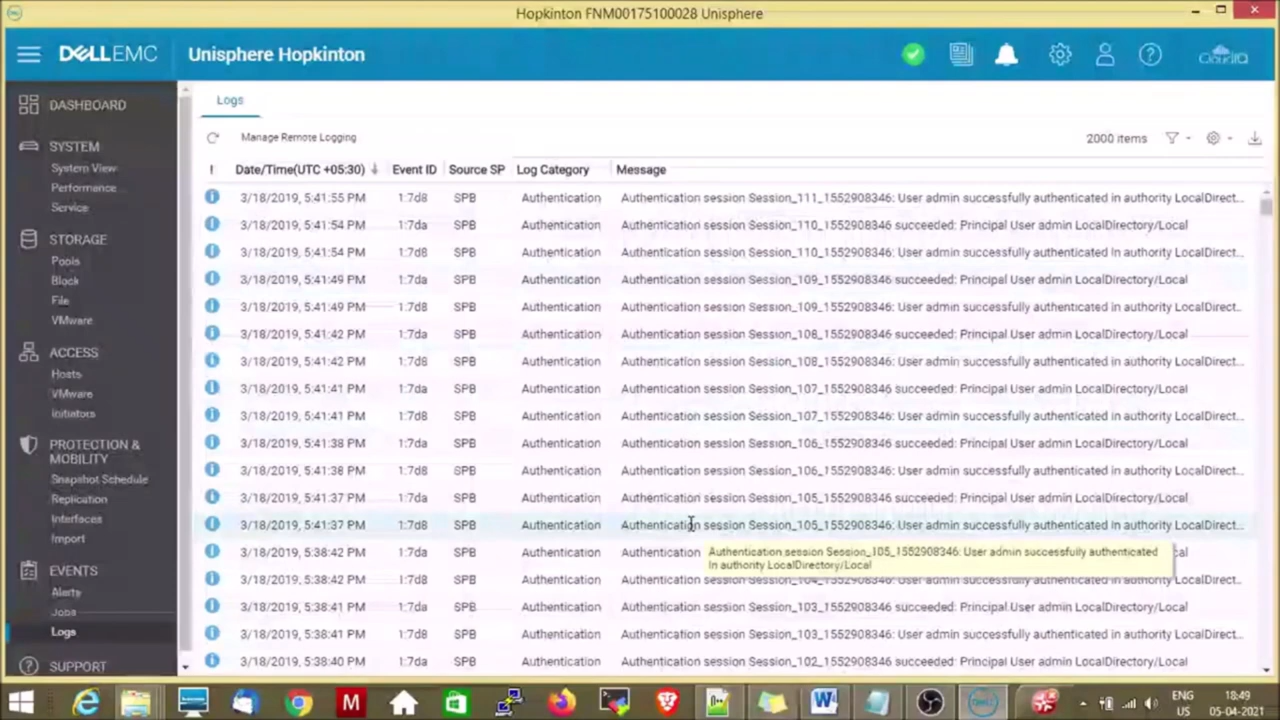 Hopkinton FNM00175100028 Unisphere
DELLEMC Unisphere Hopkinton CloudIQ
DASHBOARD
SYSTEM
System View
Performance
Service
STORAGE
Pools
Block
File
VMware
ACCESS
Hosts
VMware
Initiators
PROTECTION &
MOBILITY
Snapshot Schedule
Replication
Interfaces
Import
EVENTS
Alerts
Jobs
Logs
SUPPORT
Logs
Manage Remote Logging 2000 items
! Date/Time(UTC +05:30) Event ID Source SP Log Category Message
3/18/2019, 5:41:55 PM 1:7d8 SPB Authentication Authentication session Session_111_1552908346: User admin successfully authenticated in authority LocalDirect...
3/18/2019, 5:41:54 PM 1:7da SPB Authentication Authentication session Session_110_1552908346 succeeded: Principal User admin LocalDirectory/Local
3/18/2019, 5:41:54 PM 1:7d8 SPB Authentication Authentication session Session_110_1552908346: User admin successfully authenticated in authority LocalDirect...
3/18/2019, 5:41:49 PM 1:7da SPB Authentication Authentication session Session_109_1552908346 succeeded: Principal User admin LocalDirectory/Local
3/18/2019, 5:41:49 PM 1:7d8 SPB Authentication Authentication session Session_109_1552908346: User admin successfully authenticated in authority LocalDirect...
3/18/2019, 5:41:42 PM 1:7da SPB Authentication Authentication session Session_108_1552908346 succeeded: Principal User admin LocalDirectory/Local
3/18/2019, 5:41:42 PM 1:7d8 SPB Authentication Authentication session Session_108_1552908346: User admin successfully authenticated in authority LocalDirect...
3/18/2019, 5:41:41 PM 1:7da SPB Authentication Authentication session Session_107_1552908346 succeeded: Principal User admin LocalDirectory/Local
3/18/2019, 5:41:41 PM 1:7d8 SPB Authentication Authentication session Session_107_1552908346: User admin successfully authenticated in authority LocalDirect...
3/18/2019, 5:41:38 PM 1:7da SPB Authentication Authentication session Session_106_1552908346 succeeded: Principal User admin LocalDirectory/Local
3/18/2019, 5:41:38 PM 1:7d8 SPB Authentication Authentication session Session_106_1552908346: User admin successfully authenticated in authority LocalDirect...
3/18/2019, 5:41:37 PM 1:7da SPB Authentication Authentication session Session_105_1552908346 succeeded: Principal User admin LocalDirectory/Local
3/18/2019, 5:41:37 PM 1:7d8 SPB Authentication Authentication session Session_105_1552908346: User admin successfully authenticated in authority LocalDirect...
3/18/2019, 5:38:42 PM 1:7da SPB Authentication Authentication
Authentication session Session_105_1552908346: User admin successfully authenticated
in authority LocalDirectory/Local
3/18/2019, 5:38:42 PM 1:7d8 SPB Authentication Authentication session Session_104_1552908346: User admin successfully authenticated in authority LocalDirect...
3/18/2019, 5:38:41 PM 1:7da SPB Authentication Authentication session Session_103_1552908346 succeeded: Principal User admin LocalDirectory/Local
3/18/2019, 5:38:41 PM 1:7d8 SPB Authentication Authentication session Session_103_1552908346: User admin successfully authenticated in authority LocalDirect...
3/18/2019, 5:38:40 PM 1:7da SPB Authentication Authentication session Session_102_1552908346 succeeded: Principal User admin LocalDirectory/Local
ENG 18:49
US 05-04-2021